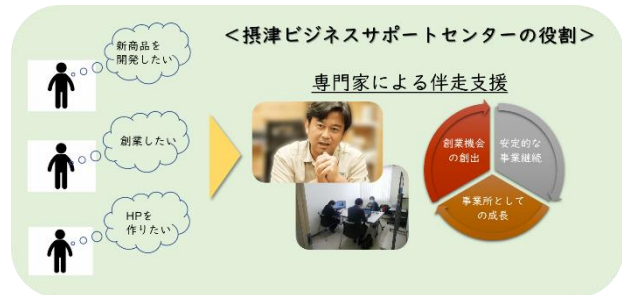 ＜摂津ビジネスサポートセンターの役割＞
専門家による伴走支援
新商品を
開発したい
創業したい
HPを
作りたい
創業機会
の創出
安定的な
事業継続
事業所として
の成長